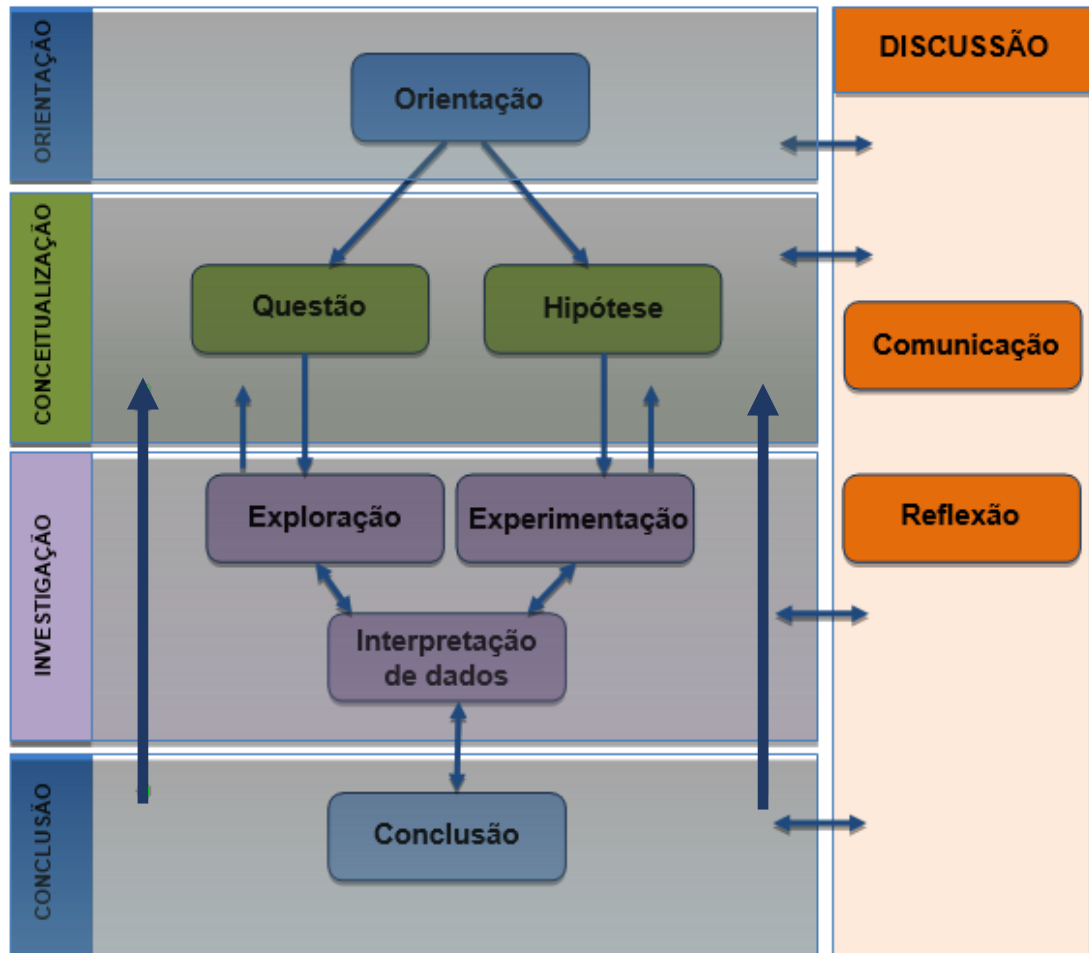 ORIENTAÇÃO
Orientação
CONCEITUALIZAÇÃO
Questão
Hipótese
INVESTIGAÇÃO
Exploração
Experimentação
Interpretação
de dados
CONCLUSÃO
Conclusão
DISCUSSÃO
Comunicação
Reflexão